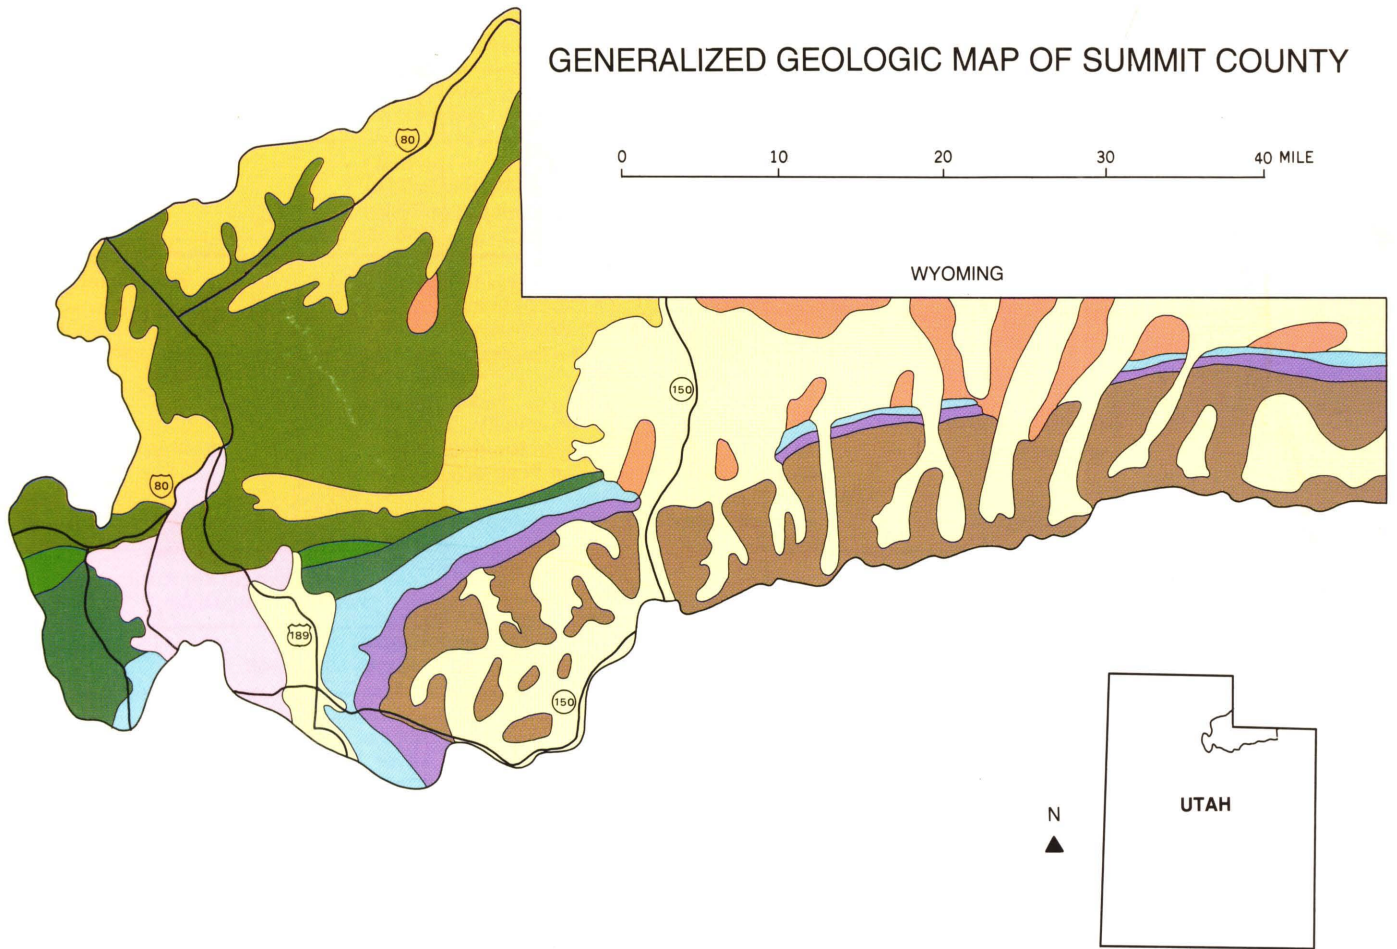 GENERALIZED GEOLOGIC MAP OF SUMMIT COUNTY
0 10 20 30 40 MILE
WYOMING
80
150
80
189
150
UTAH
N